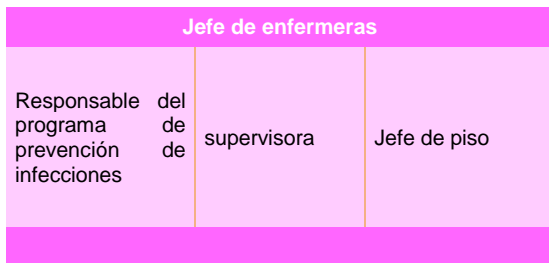 Jefe de enfermeras
Responsable del
programa de
prevención de
infecciones
supervisora
Jefe de piso